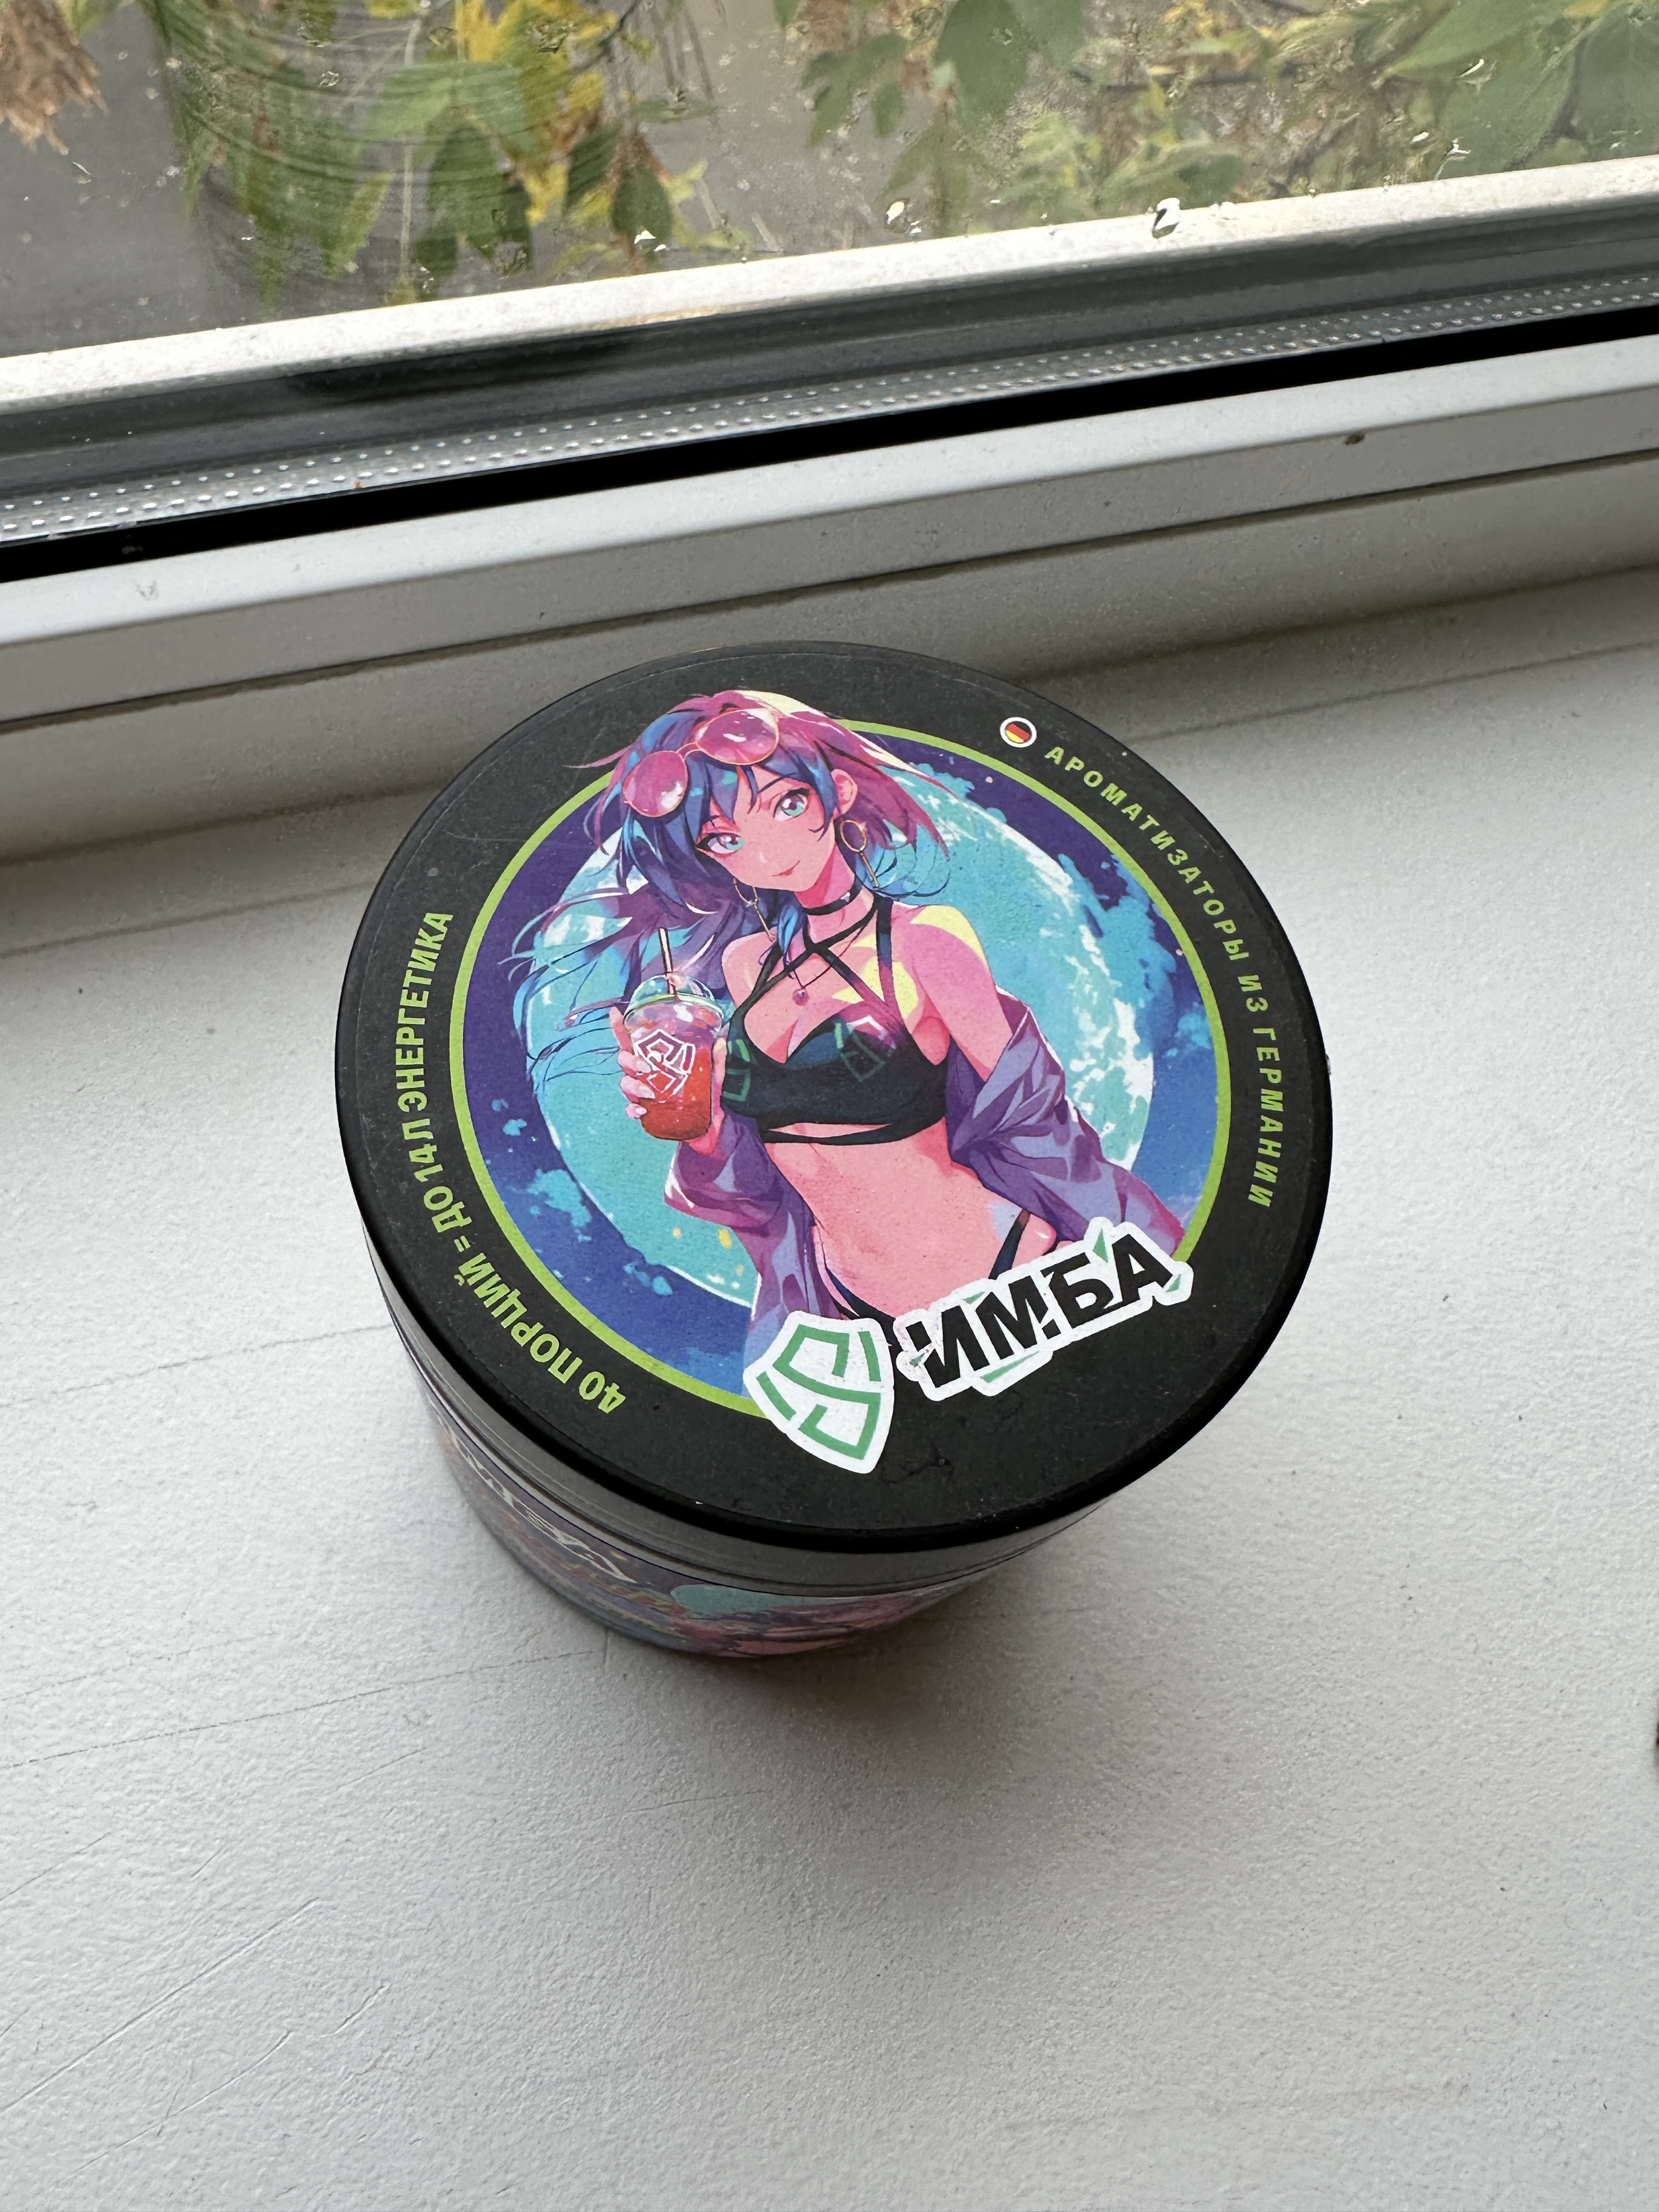 40 ПОРЦИЙ = ДО 14Л ЭНЕРГЕТИКА
АРОМАТИЗАТОРЫ ИЗ ГЕРМАНИИ
ИМБА